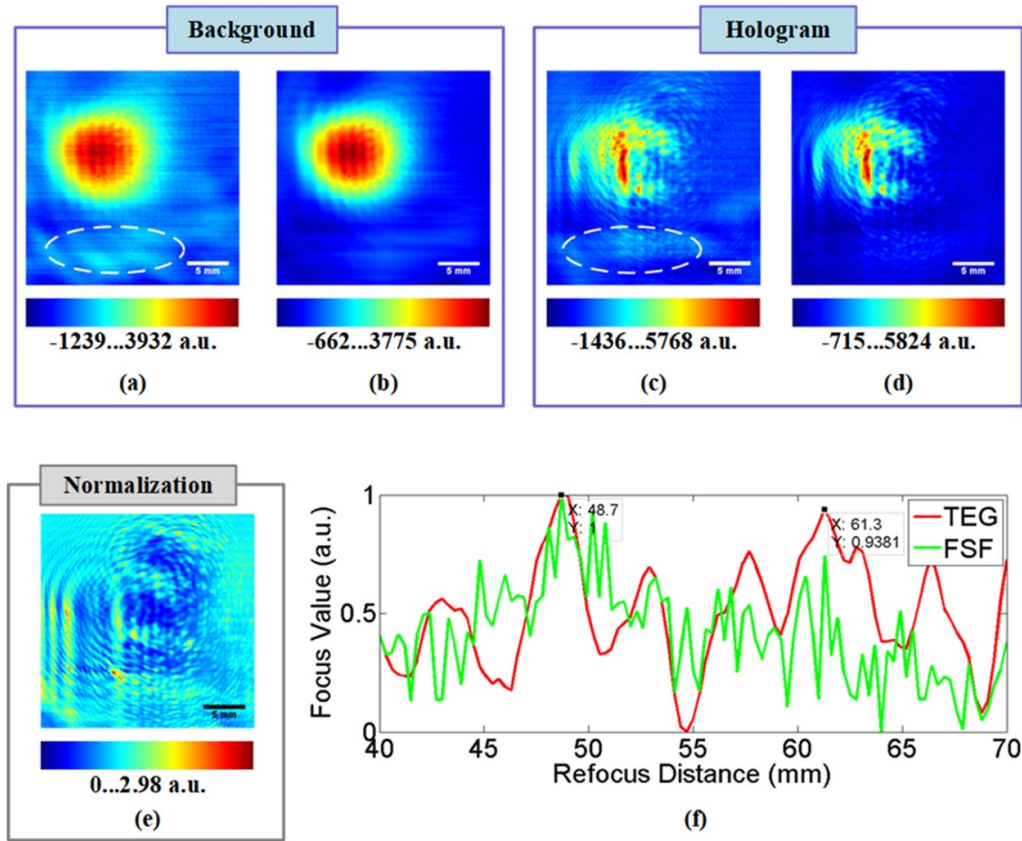 Background
Hologram
5 mm
5 mm
5 mm
5 mm
-1239...3932 a.u.
-662...3775 a.u.
-1436...5768 a.u.
-715...5824 a.u.
(a)
(b)
(c)
(d)
Normalization
5 mm
0...2.98 a.u.
(e)
Focus Value (a.u.)
1
0.5
0
X: 48.7
Y: 1
X: 61.3
Y: 0.9381
TEG
FSF
40
45
50
55
60
65
70
Refocus Distance (mm)
(f)